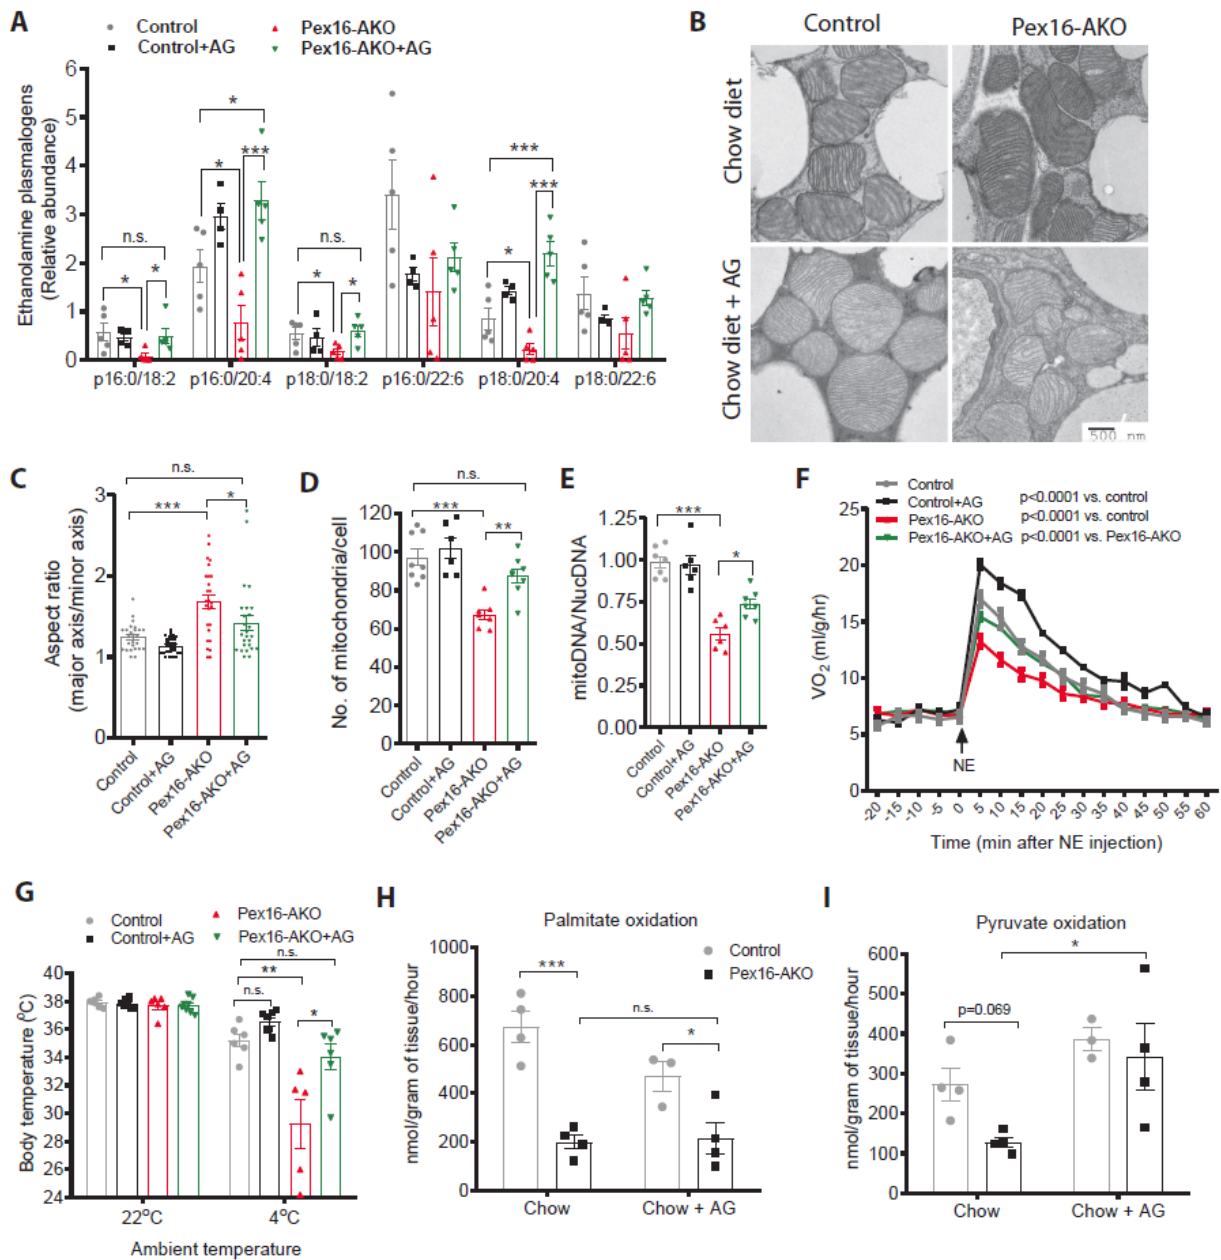 A
Control
Control+AG
Pex16-AKO
Pex16-AKO+AG
Ethanolamine plasmalogens
(Relative abundance)
6
5
4
3
2
1
0
n.s.
*
*
*
*
***
n.s.
*
*
***
*
***
p16:0/18:2
p16:0/20:4
p18:0/18:2
p16:0/22:6
p18:0/20:4
p18:0/22:6
B
Control
Pex16-AKO
Chow diet
Chow diet + AG
500 nm
C
Aspect ratio
(major axis/minor axis)
3
2
1
0
n.s.
***
*
Control
Control+AG
Pex16-AKO
Pex16-AKO+AG
D
No. of mitochondria/cell
120
100
80
60
40
20
0
n.s.
***
**
Control
Control+AG
Pex16-AKO
Pex16-AKO+AG
E
mitoDNA/NucDNA
1.25
1.00
0.75
0.50
0.25
0.00
***
*
Control
Control+AG
Pex16-AKO
Pex16-AKO+AG
F
Control
Control+AG p<0.0001 vs. control
Pex16-AKO p<0.0001 vs. control
Pex16-AKO+AG p<0.0001 vs. Pex16-AKO
VO2 (ml/g/hr)
25
20
15
10
5
0
NE
-20 -15 -10 -5 0 5 10 15 20 25 30 35 40 45 50 55 60
Time (min after NE injection)
G
Control
Control+AG
Pex16-AKO
Pex16-AKO+AG
Body temperature (⁰C)
40
38
36
34
32
30
28
26
24
n.s.
**
n.s.
*
22⁰C
4⁰C
Ambient temperature
H
Palmitate oxidation
Control
Pex16-AKO
nmol/gram of tissue/hour
1000
800
600
400
200
0
***
n.s.
*
Chow
Chow + AG
I
Pyruvate oxidation
nmol/gram of tissue/hour
600
500
400
300
200
100
0
p=0.069
*
Chow
Chow + AG